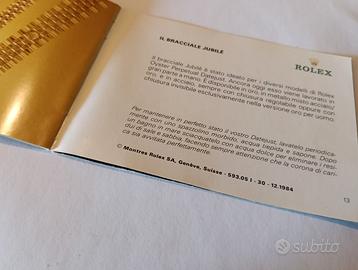 IL BRACCIALE JUBILÉ
ROLEX
Il bracciale Jubilé è stato ideato per i diversi modelli di Rolex
Oyster Perpetual Datejust. Ancora oggi esso viene lavorato in
gran parte a mano. È disponibile in oro, in metallo misto acciaio/
oro, e in acciaio, sempre con chiusura regolabile oppure con
chiusura invisibile esclusivamente nella versione oro per uomo.
Per mantenere in perfetto stato il vostro Datejust, lavatelo periodica-
mente con uno spazzolino morbido, acqua tiepida e sapone. Dopo
un bagno in mare sciacquatelo con acqua dolce per eliminare i resi-
dui di sale e sabbia, facendo sempre attenzione che la corona di cari-
ca sia avvitata perfettamente.
© Montres Rolex SA, Genève, Suisse - 593.05 I - 30 - 12.1984
13
subito